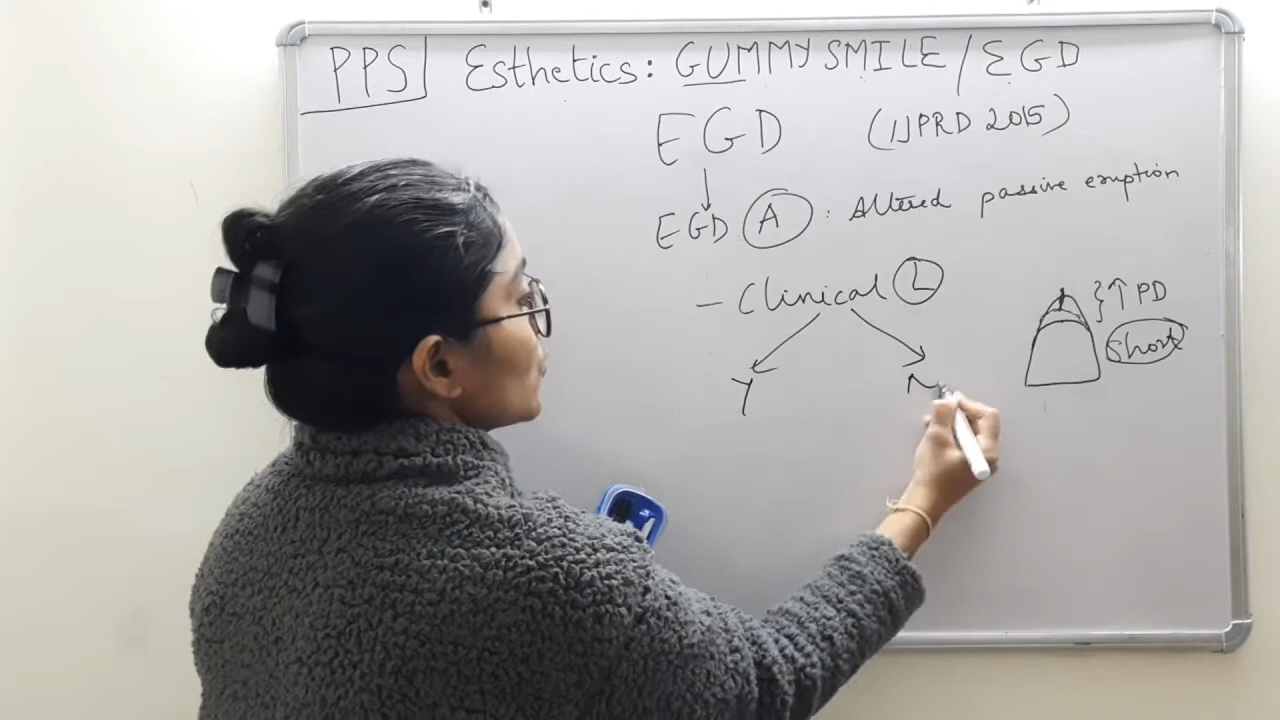 PPS Esthetics: GUMMY SMILE / EGD
EGD (IJPRD 2015)
EGD A : Altered passive eruption
- Clinical L
↑ PD
Short
Y N